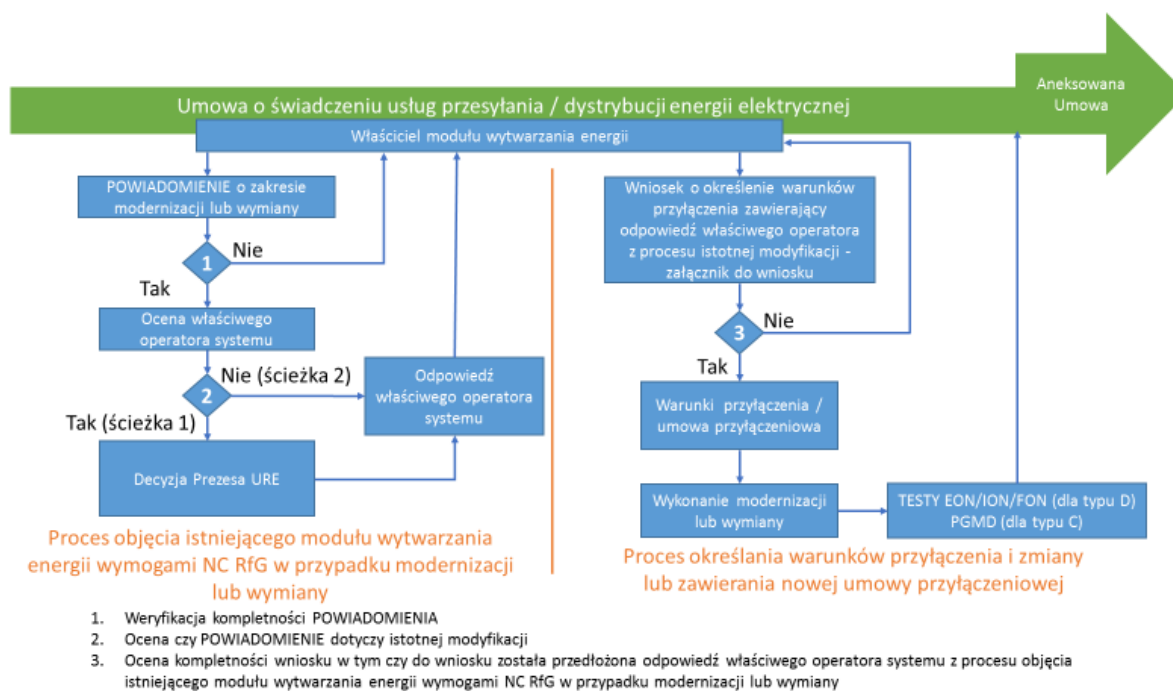 Aneksowana
Umowa
Umowa o świadczeniu usług przesyłania / dystrybucji energii elektrycznej
Właściciel modułu wytwarzania energii
POWIADOMIENIE o zakresie
modernizacji lub wymiany
1
Nie
Tak
Ocena właściwego
operatora systemu
2
Nie (ścieżka 2)
Tak (ścieżka 1)
Odpowiedź
właściwego operatora
systemu
Decyzja Prezesa URE
Proces objęcia istniejącego modułu wytwarzania
energii wymogami NC RfG w przypadku modernizacji
lub wymiany
Wniosek o określenie warunków
przyłączenia zawierający
odpowiedź właściwego operatora
z procesu istotnej modyfikacji -
załącznik do wniosku
3
Nie
Tak
Warunki przyłączenia /
umowa przyłączeniowa
Wykonanie modernizacji
lub wymiany
TESTY EON/ION/FON (dla typu D)
PGMD (dla typu C)
Proces określania warunków przyłączenia i zmiany
lub zawierania nowej umowy przyłączeniowej
1. Weryfikacja kompletności POWIADOMIENIA
2. Ocena czy POWIADOMIENIE dotyczy istotnej modyfikacji
3. Ocena kompletności wniosku w tym czy do wniosku została przedłożona odpowiedź właściwego operatora systemu z procesu objęcia
istniejącego modułu wytwarzania energii wymogami NC RfG w przypadku modernizacji lub wymiany